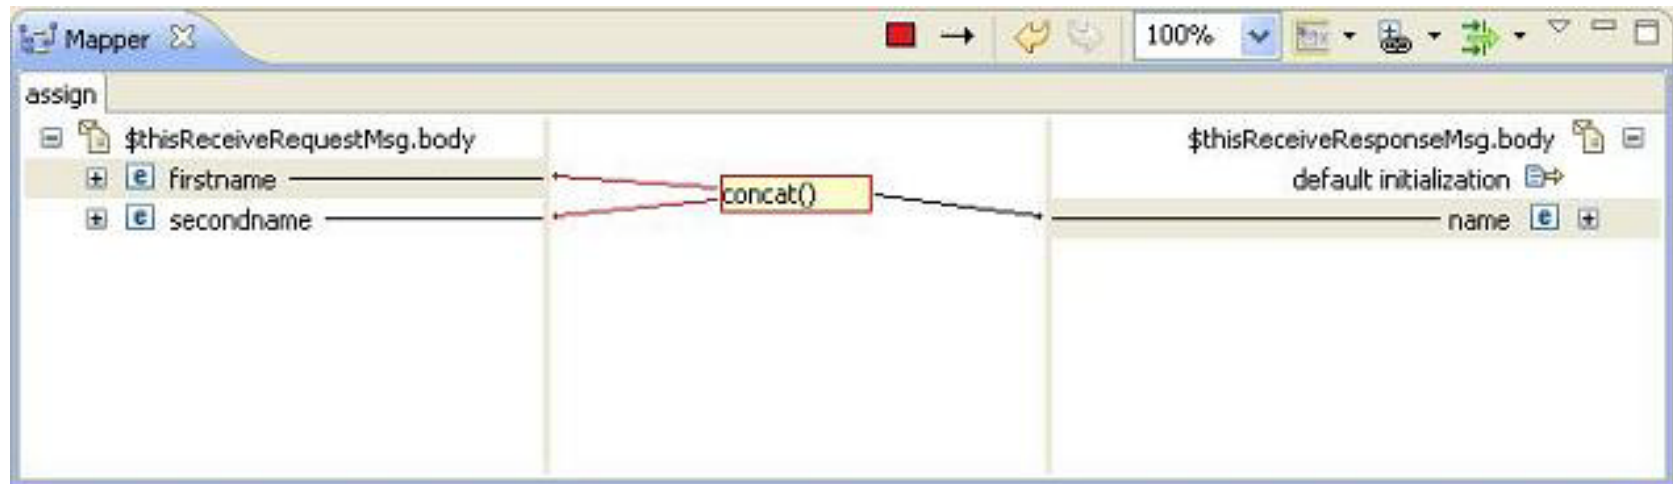 Mapper
100%
assign
$thisReceiveRequestMsg.body
$thisReceiveResponseMsg.body
firstname
default initialization
concat()
secondname
name